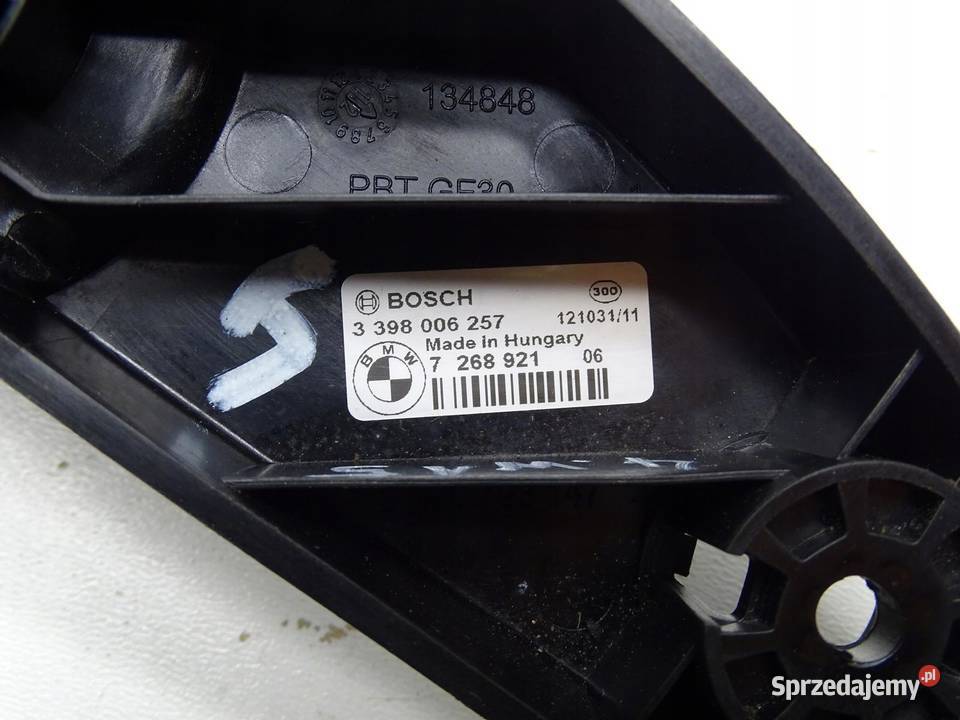 134848
PBT GF30
S
BOSCH
300
3 398 006 257
121031/11
Made in Hungary
BMW
7 268 921
06
Sprzedajemy.pl